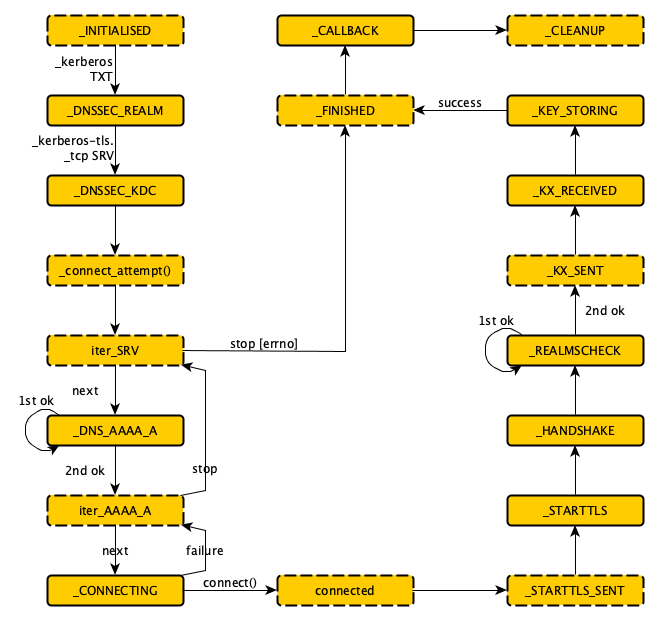 _INITIALISED
_CALLBACK
_CLEANUP
_kerberos
TXT
_DNSSEC_REALM
_FINISHED
success
_KEY_STORING
_kerberos-tls.
_tcp SRV
_DNSSEC_KDC
_KX_RECEIVED
_connect_attempt()
_KX_SENT
2nd ok
1st ok
iter_SRV
stop [errno]
_REALMSCHECK
next
1st ok
_DNS_AAAA_A
_HANDSHAKE
2nd ok
stop
iter_AAAA_A
_STARTTLS
next
failure
_CONNECTING
connect()
connected
_STARTTLS_SENT